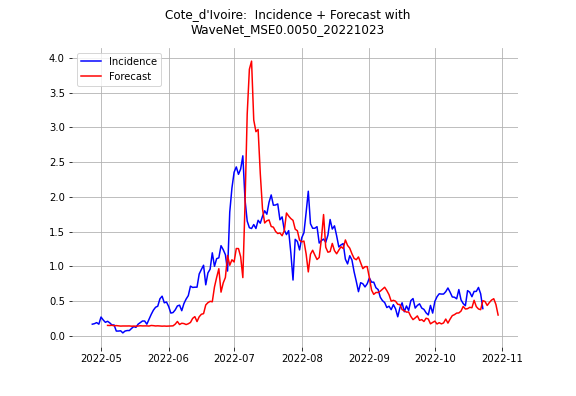 Cote_d'Ivoire:  Incidence + Forecast with
WaveNet_MSE0.0050_20221023
Incidence
Forecast
4.0
3.5
3.0
2.5
2.0
1.5
1.0
0.5
0.0
2022-05 2022-06 2022-07 2022-08 2022-09 2022-10 2022-11